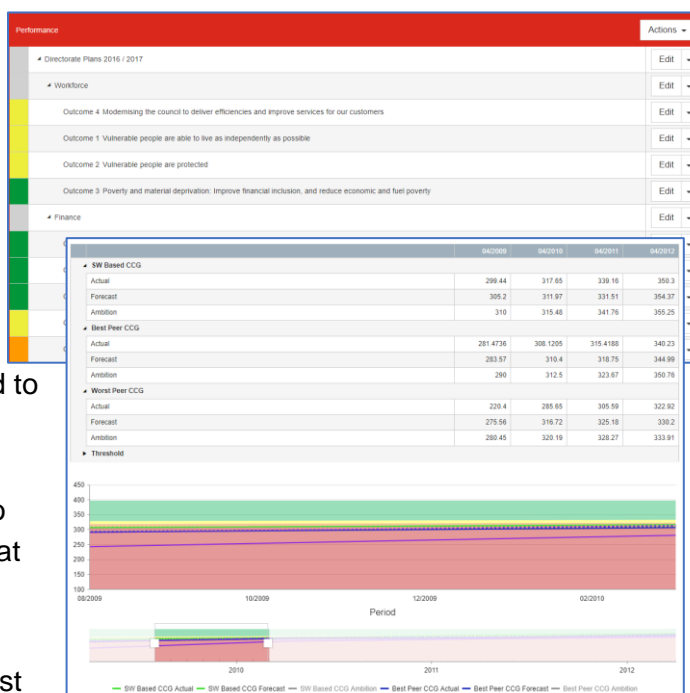 Performance Actions
Directorate Plans 2016 / 2017 Edit
Workforce Edit
Outcome 4 Modernising the council to deliver efficiencies and improve services for our customers Edit
Outcome 1 Vulnerable people are able to live as independently as possible Edit
Outcome 2 Vulnerable people are protected Edit
Outcome 3 Poverty and material deprivation: Improve financial inclusion, and reduce economic and fuel poverty Edit
Finance Edit
04/2009 04/2010 04/2011 04/2012
SW Based CCG
Actual 299.44 317.65 339.16 350.3
Forecast 305.2 311.97 331.51 354.37
Ambition 310 315.48 341.76 355.25
Best Peer CCG
Actual 281.4736 308.1205 315.4188 340.23
Forecast 283.57 310.4 318.75 344.99
Ambition 290 312.5 323.67 350.76
Worst Peer CCG
Actual 220.4 285.65 305.59 322.92
Forecast 275.56 316.72 325.18 330.2
Ambition 280.45 320.19 328.27 333.91
Threshold
d to
at
st
450
400
350
300
250
200
150
100
08/2009 10/2009 12/2009 02/2010
Period
2010 2011 2012
SW Based CCG Actual SW Based CCG Forecast SW Based CCG Ambition Best Peer CCG Actual Best Peer CCG Forecast Best Peer CCG Ambition